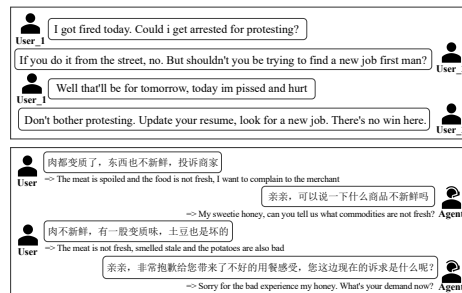 I got fired today. Could i get arrested for protesting?
User_1
If you do it from the street, no. But shouldn't you be trying to find a new job first man?
User_
Well that'll be for tomorrow, today im pissed and hurt
User_1
Don't bother protesting. Update your resume, look for a new job. There's no win here.
User_
肉都变质了，东西也不新鲜，投诉商家
User
=> The meat is spoiled and the food is not fresh, I want to complain to the merchant
亲亲，可以说一下什么商品不新鲜吗
Agent
=> My sweetie honey, can you tell us what commodities are not fresh?
肉不新鲜，有一股变质味，土豆也是坏的
User
=> The meat is not fresh, smelled stale and the potatoes are also bad
亲亲，非常抱歉给您带来了不好的用餐感受，您这边现在的诉求是什么呢？
=> Sorry for the bad experience my honey. What's your demand now?
Agent